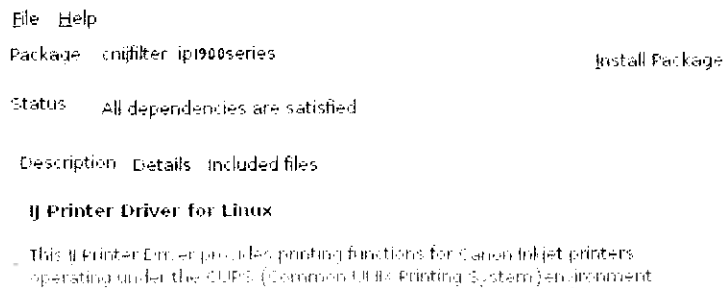 File Help
Package cnijfilter ip1900series
Install Package
Status All dependencies are satisfied
Description Details Included files
IJ Printer Driver for Linux
This IJ Printer Driver provides printing functions for Canon Inkjet printers
operating under the CUPS (Common UNIX Printing System) environment